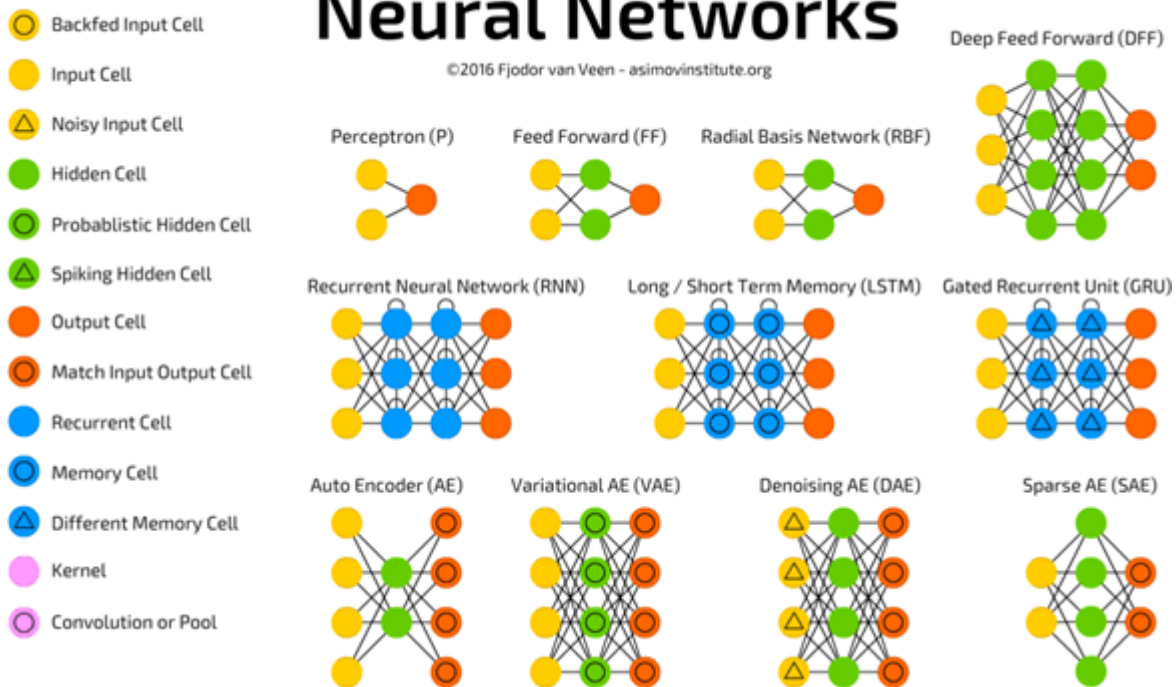 Neural Networks
©2016 Fjodor van Veen - asimovinstitute.org
Backfed Input Cell
Input Cell
Noisy Input Cell
Hidden Cell
Probablistic Hidden Cell
Spiking Hidden Cell
Output Cell
Match Input Output Cell
Recurrent Cell
Memory Cell
Different Memory Cell
Kernel
Convolution or Pool
Deep Feed Forward (DFF)
Perceptron (P)
Feed Forward (FF)
Radial Basis Network (RBF)
Recurrent Neural Network (RNN)
Long / Short Term Memory (LSTM)
Gated Recurrent Unit (GRU)
Auto Encoder (AE)
Variational AE (VAE)
Denoising AE (DAE)
Sparse AE (SAE)